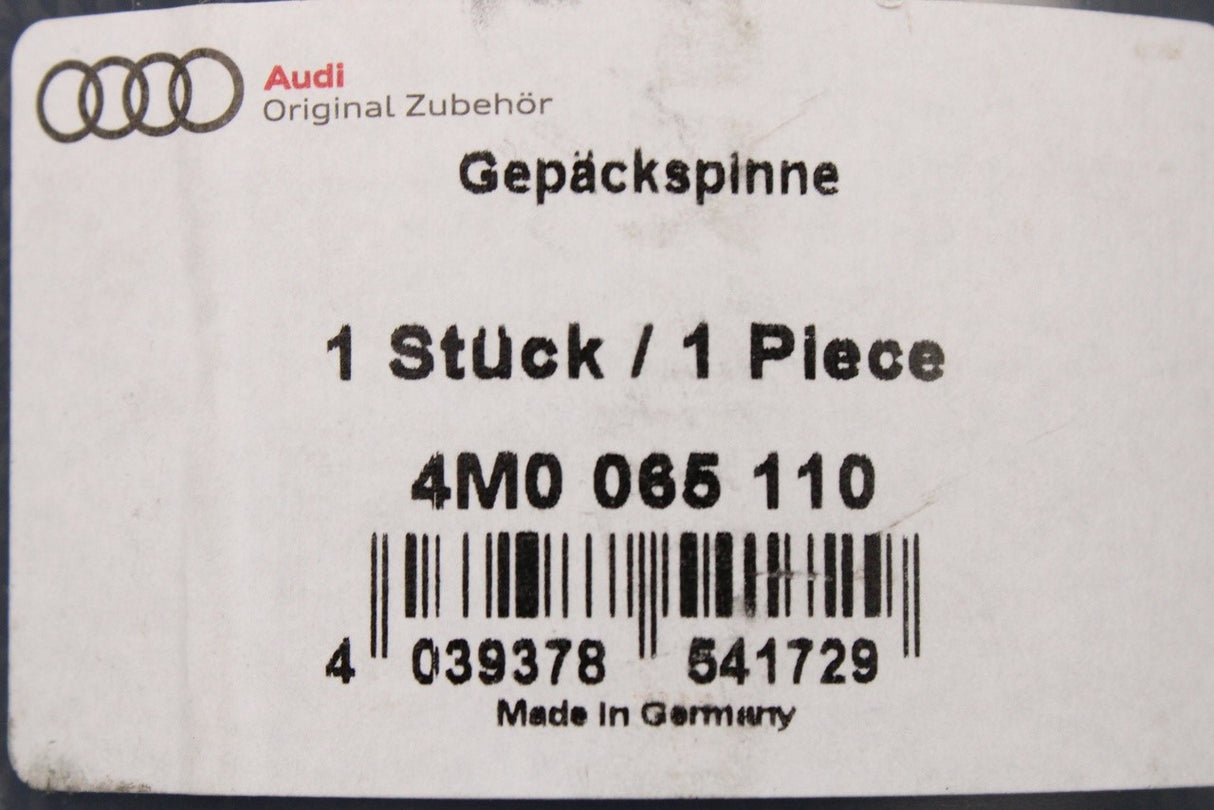 Audi
Original Zubehör
Gepäckspinne
1 Stück / 1 Piece
4M0 065 110
4 039378 541729
Made in Germany